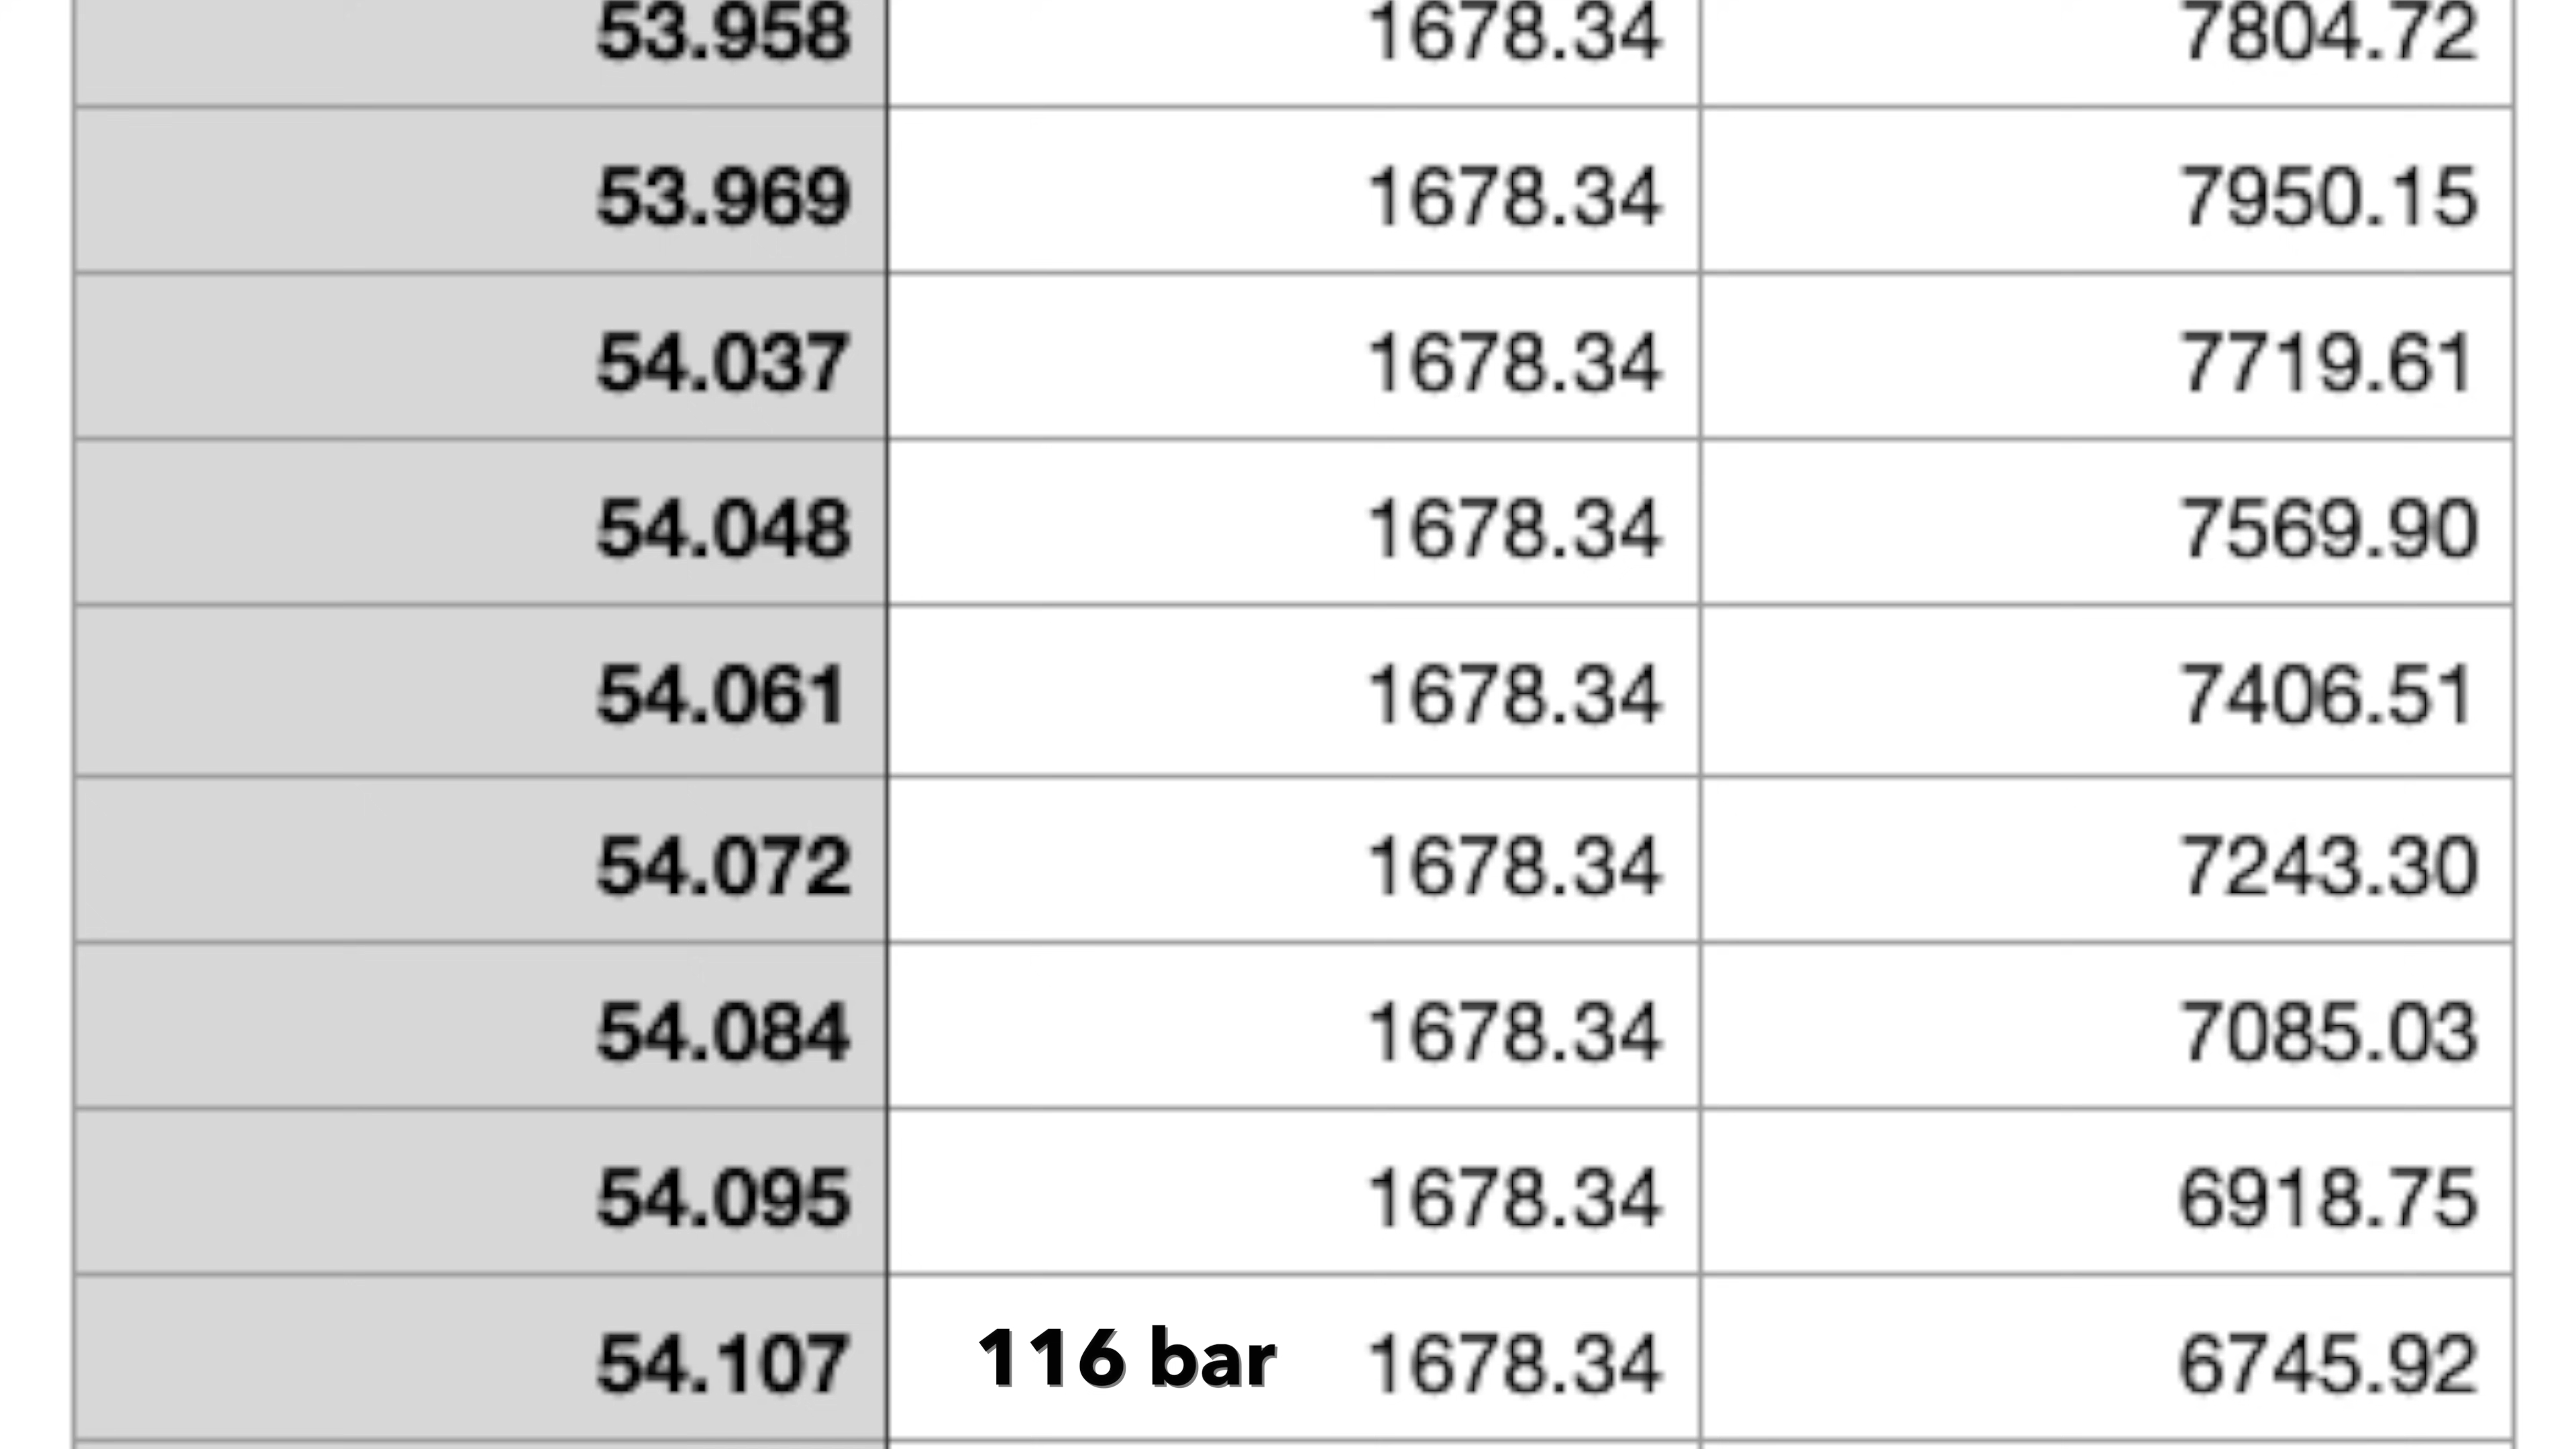 53.958 1678.34 7804.72
53.969 1678.34 7950.15
54.037 1678.34 7719.61
54.048 1678.34 7569.90
54.061 1678.34 7406.51
54.072 1678.34 7243.30
54.084 1678.34 7085.03
54.095 1678.34 6918.75
54.107 116 bar 1678.34 6745.92